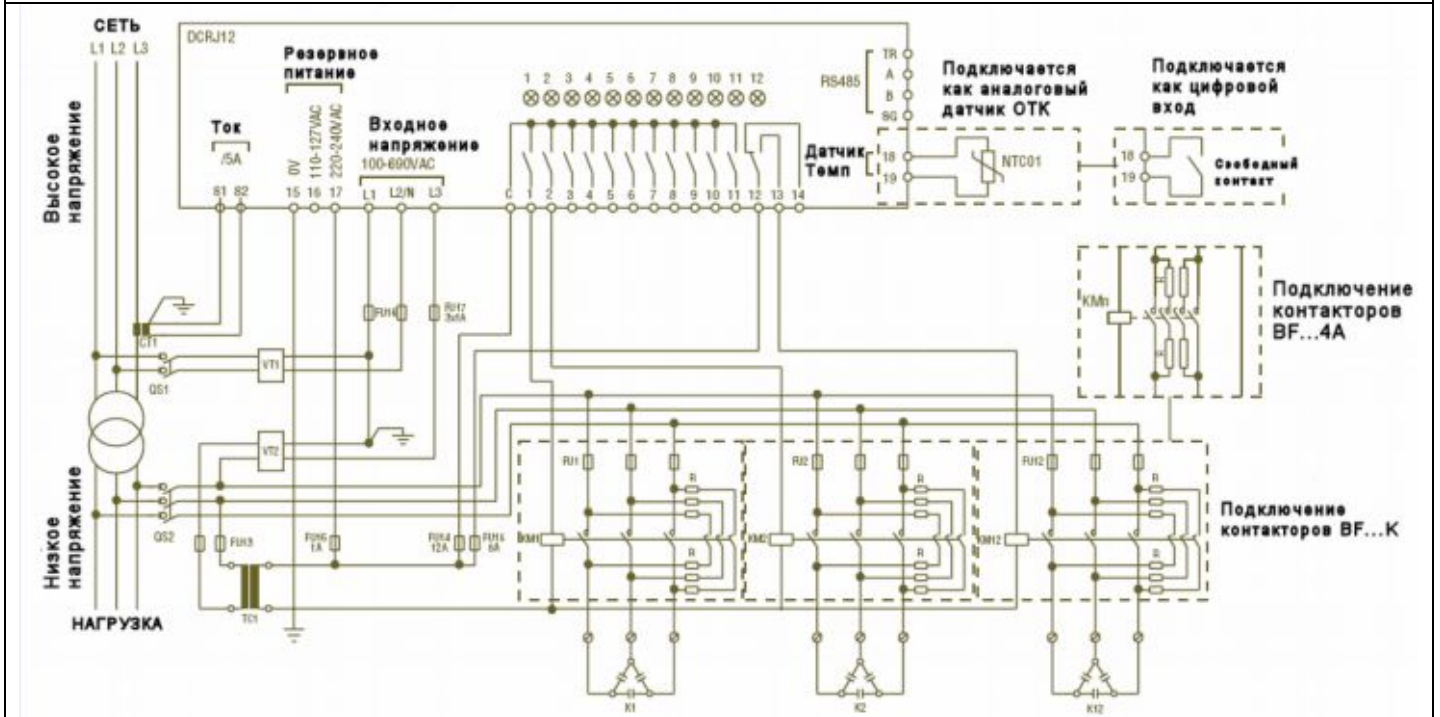 СЕТЬ
L1 L2 L3
DCRJ12
Резервное
питание
Ток
/5A
0V
110-127VAC
220-240VAC
Входное
напряжение
100-690VAC
S1 S2 15 16 17 L1 L2/N L3
1 2 3 4 5 6 7 8 9 10 11 12
C 1 2 3 4 5 6 7 8 9 10 11 12 13 14
RS485
TR
A
B
SG
Датчик
Темп
18
19
Подключается
как аналоговый
датчик ОТК
NTC01
Подключается
как цифровой
вход
18
19
Свободный
контакт
Высокое
напряжение
CT1
QS1
VT1
VT2
QS2
TC1
1A
12A
6A
KMn
Подключение
контакторов
BF...4A
FU1
R
R
KM1
K1
FU2
R
R
KM2
K2
FU12
R
R
KM12
K12
Подключение
контакторов BF...K
Низкое
напряжение
НАГРУЗКА